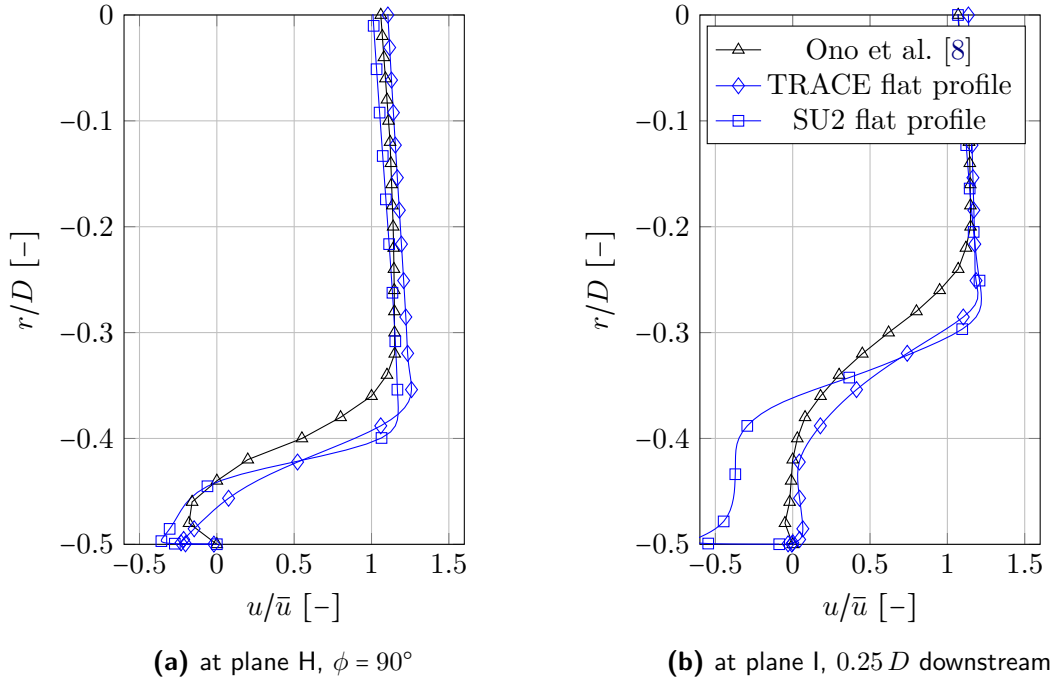 0
−0.1
−0.2
−0.3
−0.4
−0.5
r/D [−]
−0.5 0 0.5 1 1.5
u/ū [−]
(a) at plane H, ϕ = 90°
0
−0.1
−0.2
−0.3
−0.4
−0.5
r/D [−]
Ono et al. [8]
TRACE flat profile
SU2 flat profile
−0.5 0 0.5 1 1.5
u/ū [−]
(b) at plane I, 0.25 D downstream